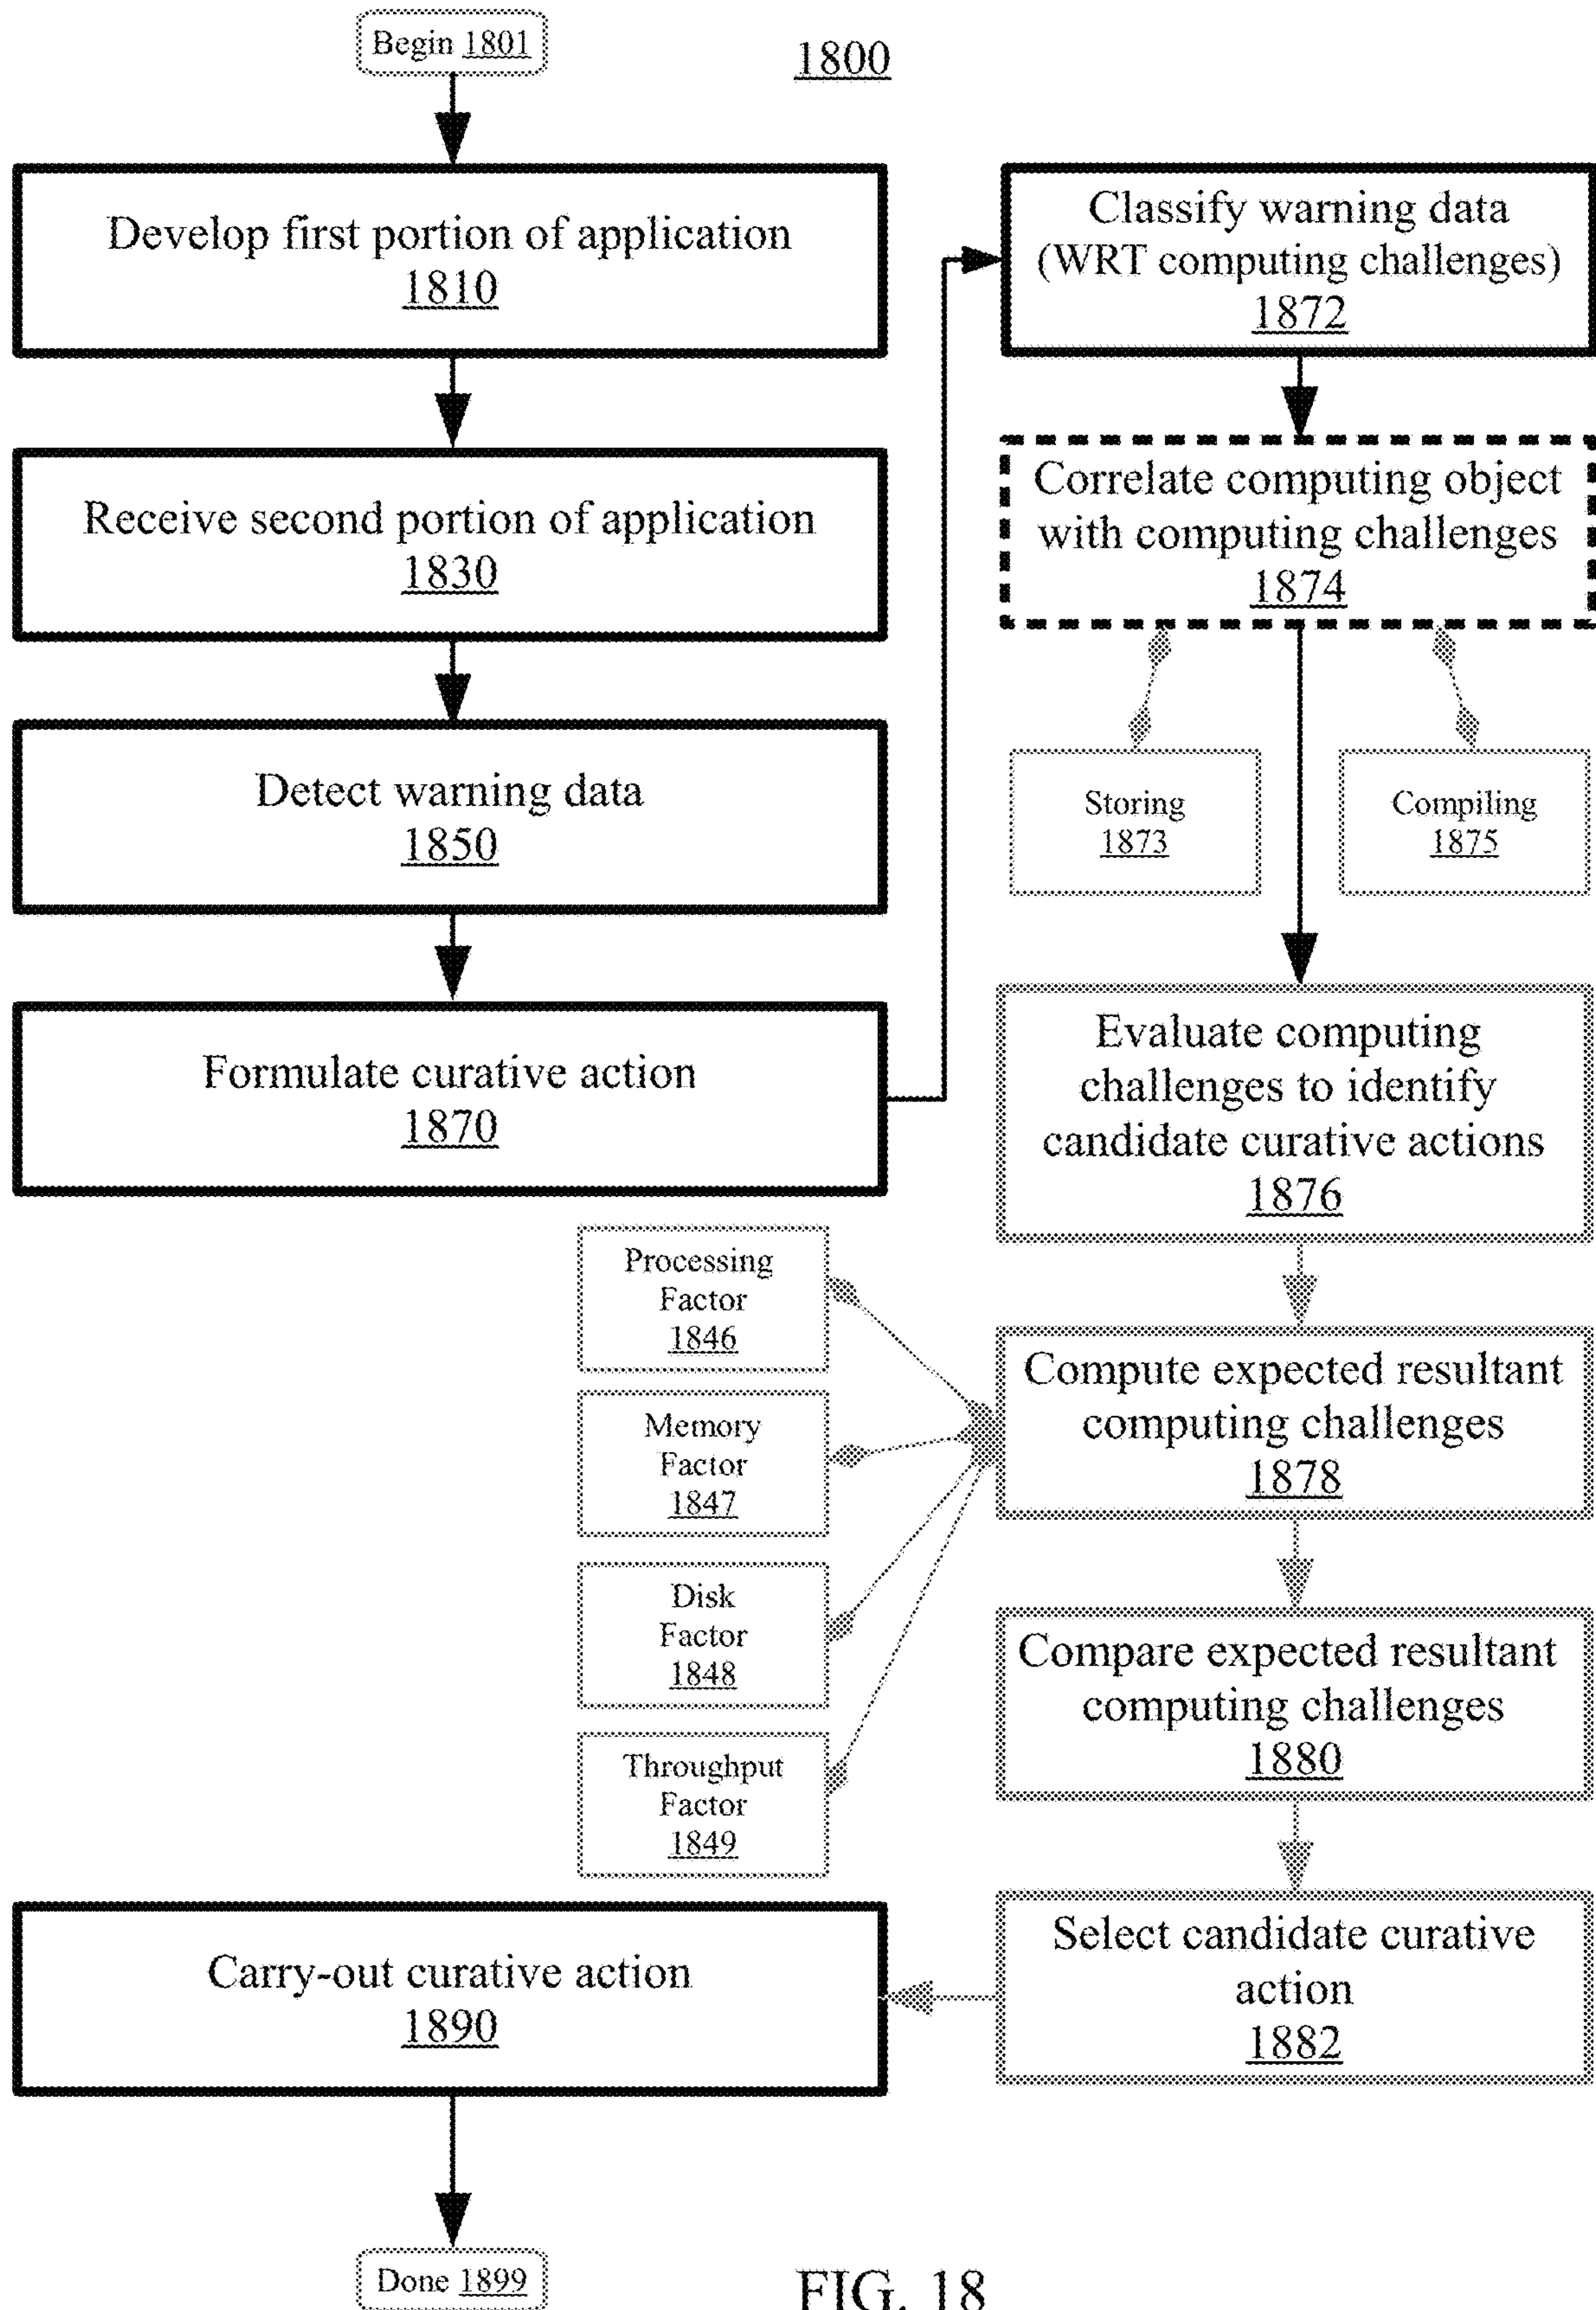 Begin 1801
1800
Develop first portion of application
1810
Receive second portion of application
1830
Detect warning data
1850
Formulate curative action
1870
Classify warning data
(WRT computing challenges)
1872
Correlate computing object
with computing challenges
1874
Storing
1873
Compiling
1875
Evaluate computing
challenges to identify
candidate curative actions
1876
Processing
Factor
1846
Memory
Factor
1847
Disk
Factor
1848
Throughput
Factor
1849
Compute expected resultant
computing challenges
1878
Compare expected resultant
computing challenges
1880
Select candidate curative
action
1882
Carry-out curative action
1890
Done 1899
FIG. 18